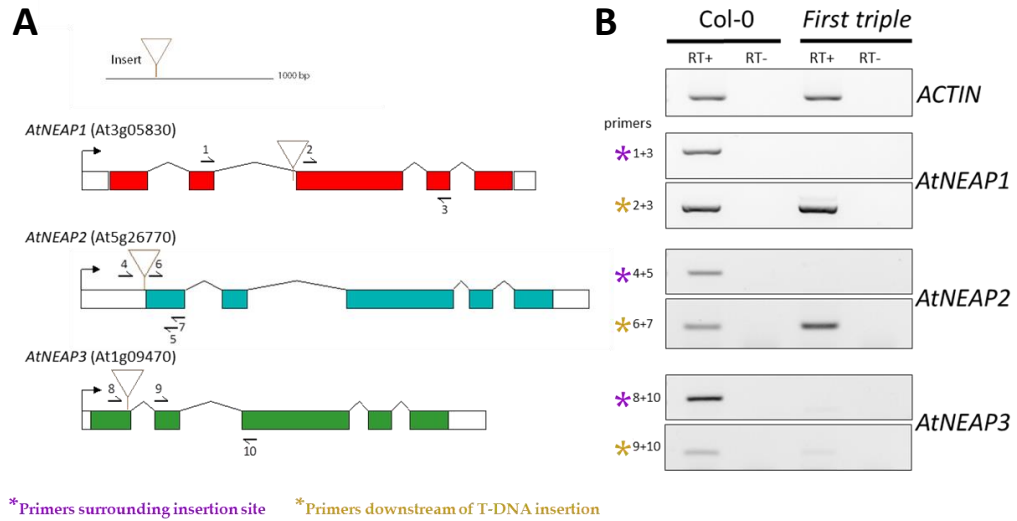 A
Insert
1000 bp
AtNEAP1 (At3g05830)
1
2
3
AtNEAP2 (At5g26770)
4
6
7
5
AtNEAP3 (At1g09470)
8
9
10
B
Col-0
First triple
RT+ RT- RT+ RT-
ACTIN
primers
*1+3
AtNEAP1
*2+3
*4+5
AtNEAP2
*6+7
*8+10
AtNEAP3
*9+10
*Primers surrounding insertion site
*Primers downstream of T-DNA insertion